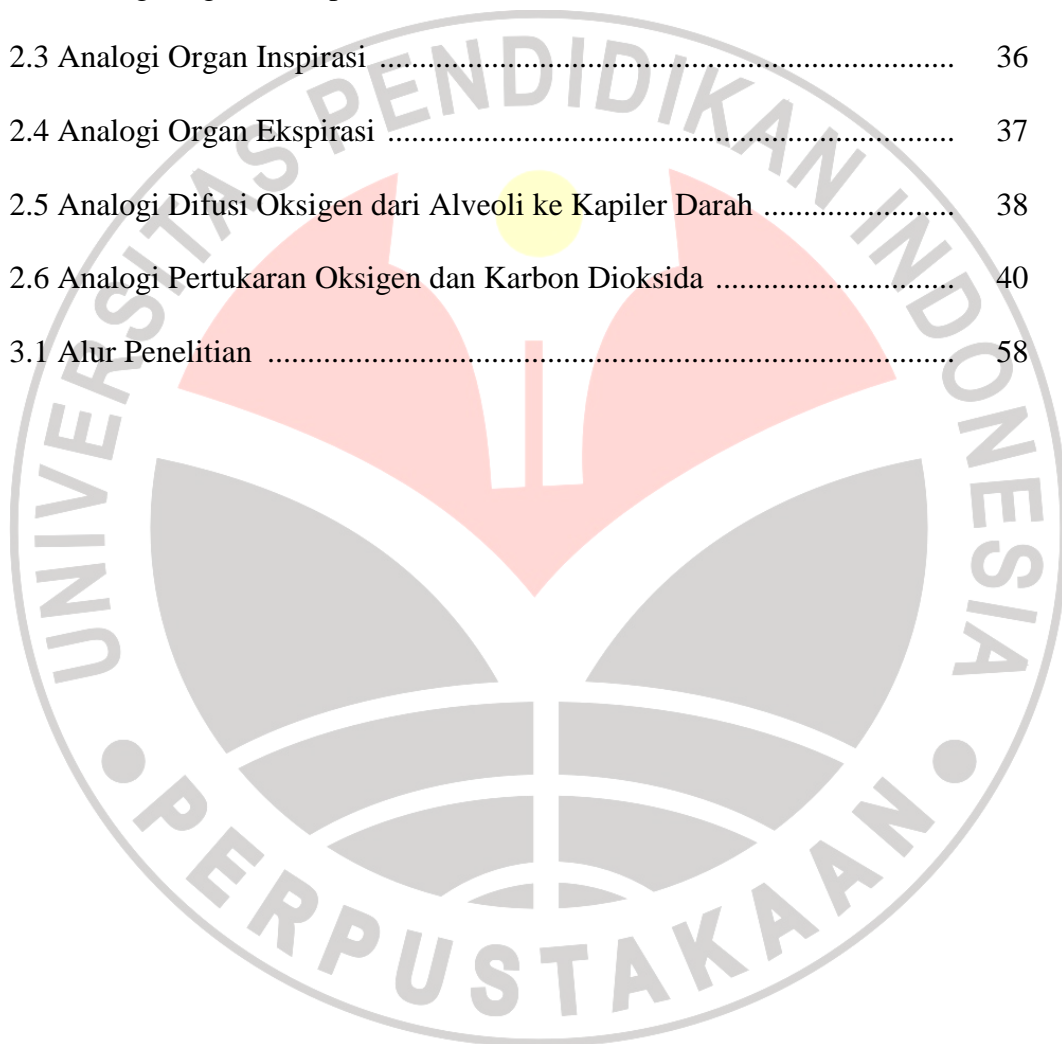 2.3 Analogi Organ Inspirasi ..................................................................... 36
2.4 Analogi Organ Ekspirasi .................................................................... 37
2.5 Analogi Difusi Oksigen dari Alveoli ke Kapiler Darah ....................... 38
2.6 Analogi Pertukaran Oksigen dan Karbon Dioksida ............................. 40
3.1 Alur Penelitian ................................................................................... 58
UNIVERSITAS PENDIDIKAN INDONESIA
PERPUSTAKAAN